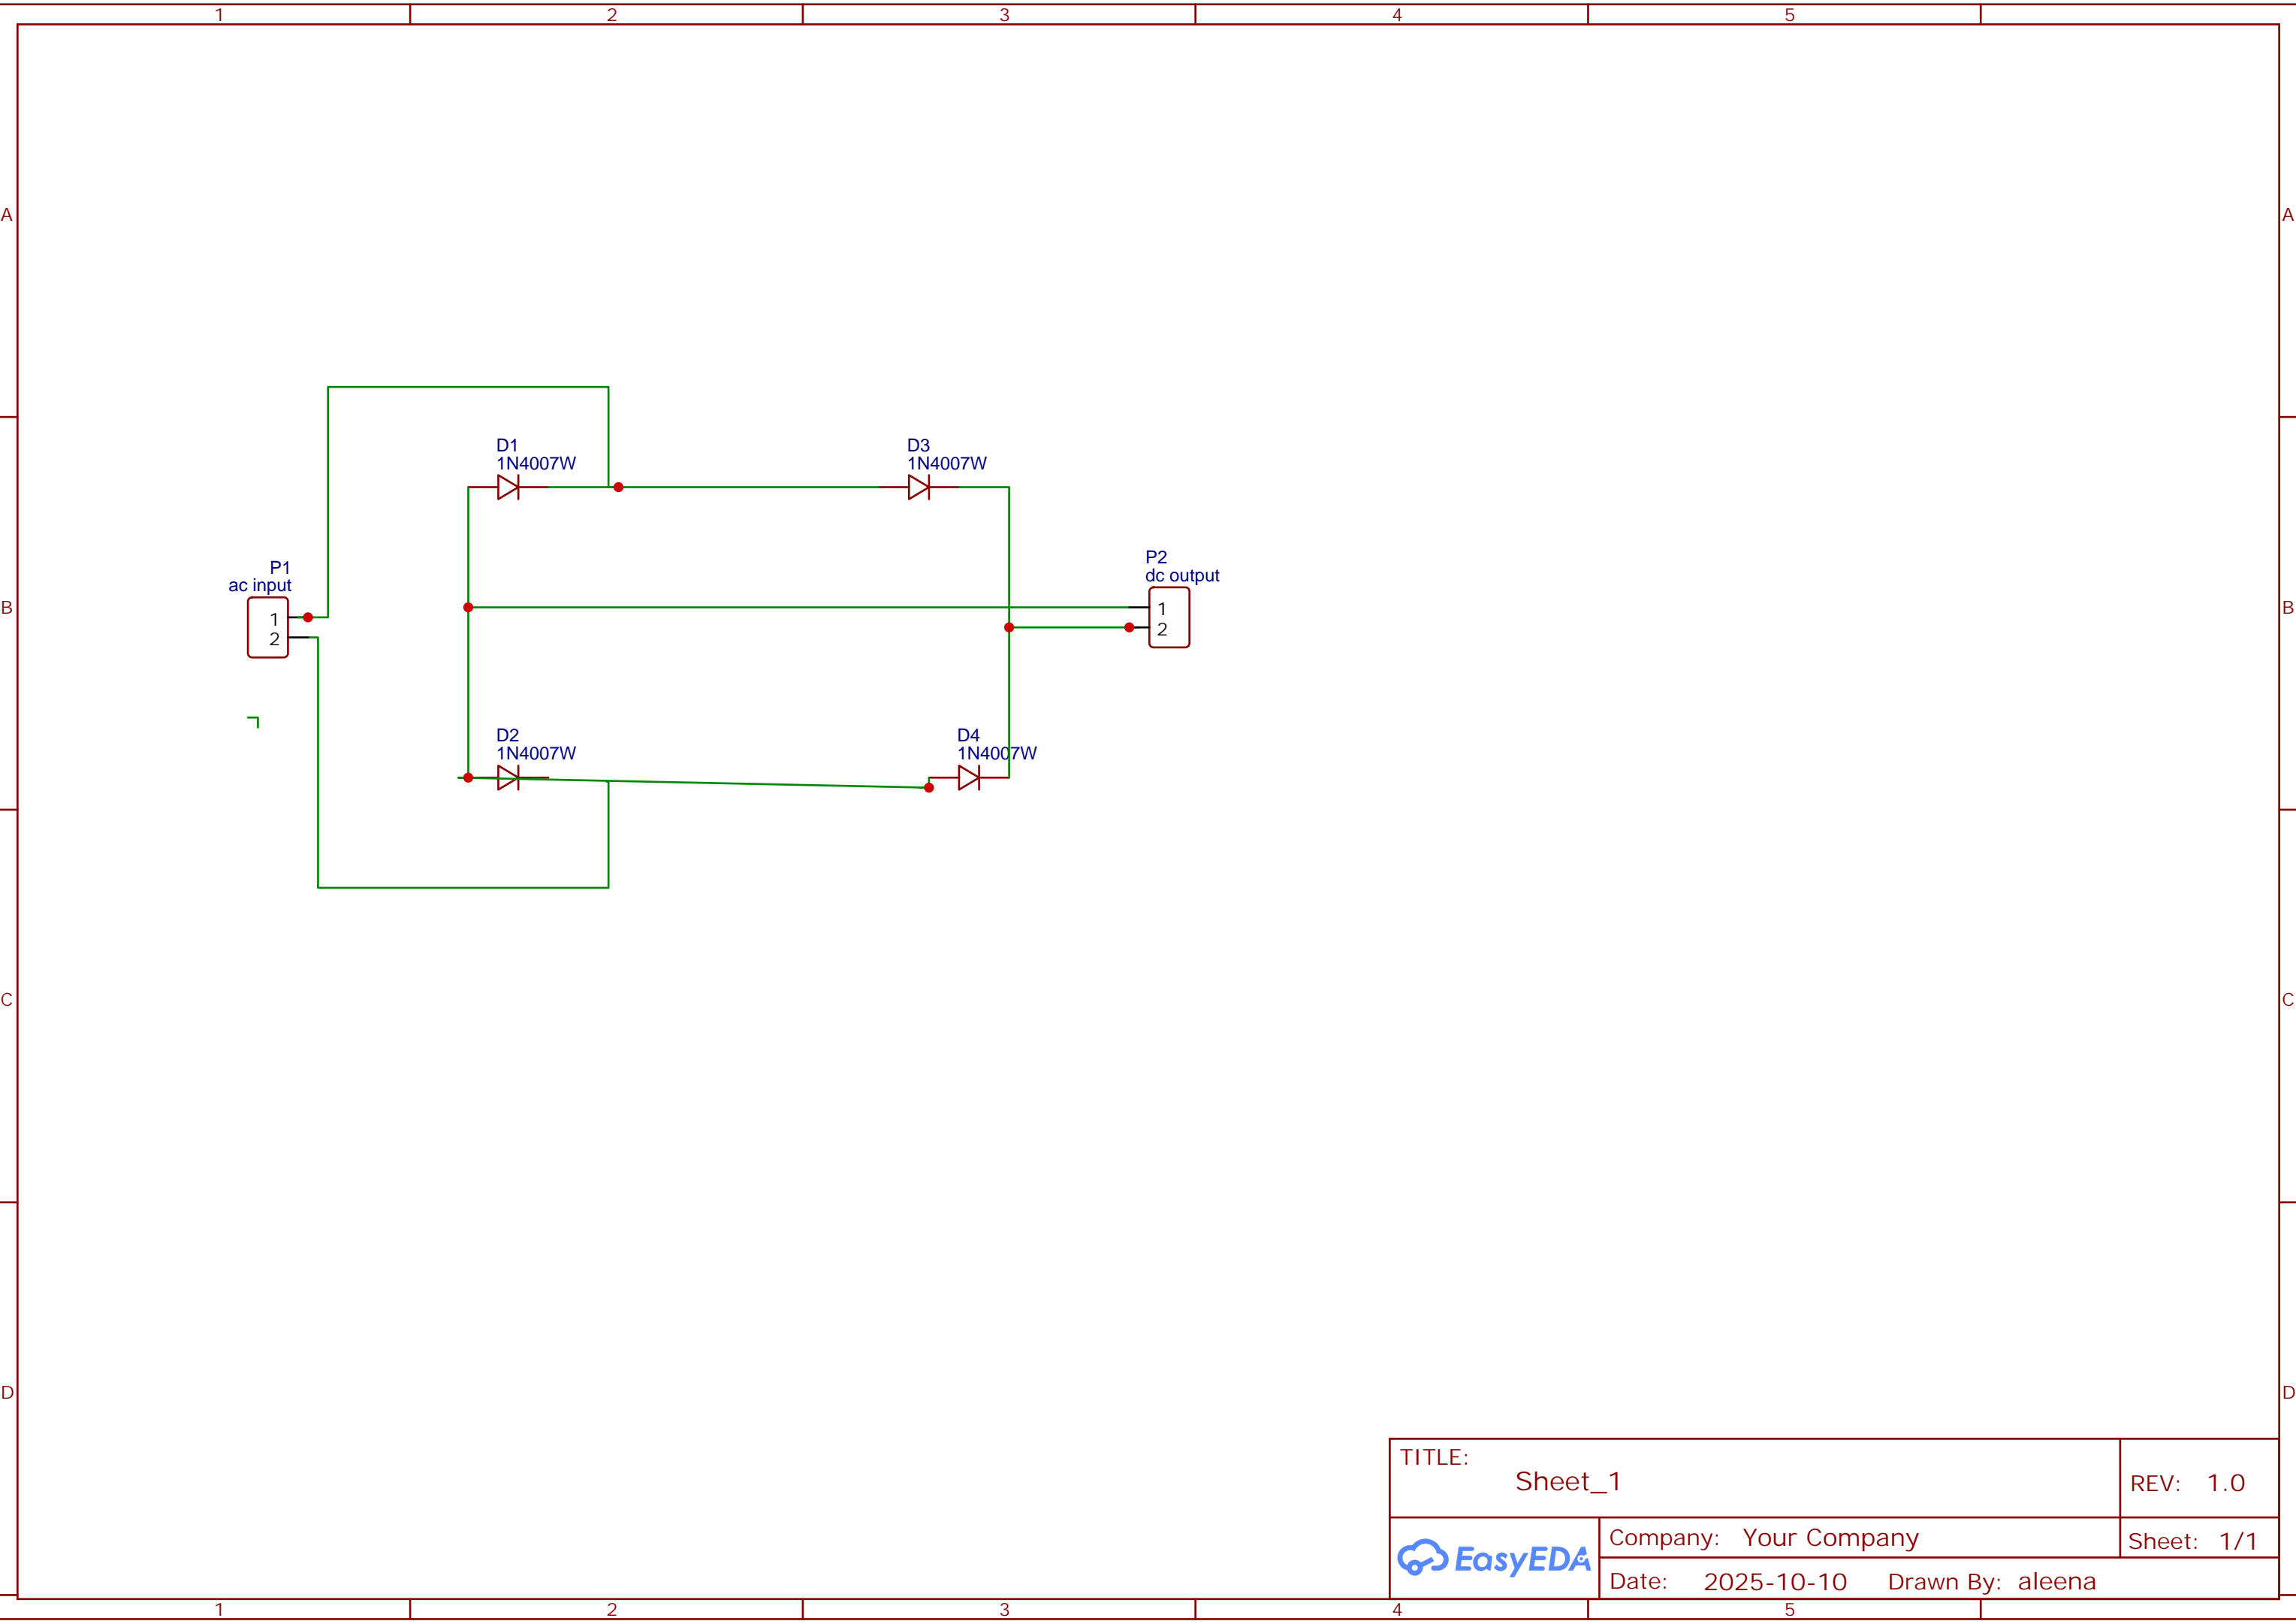 1 2 3 4 5
A A
D1
1N4007W
D3
1N4007W
P1
ac input
1
2
P2
dc output
1
2
B B
D2
1N4007W
D4
1N4007W
C C
D D
TITLE:
Sheet_1
REV: 1.0
EasyEDA
Company: Your Company
Sheet: 1/1
Date: 2025-10-10 Drawn By: aleena
1 2 3 4 5